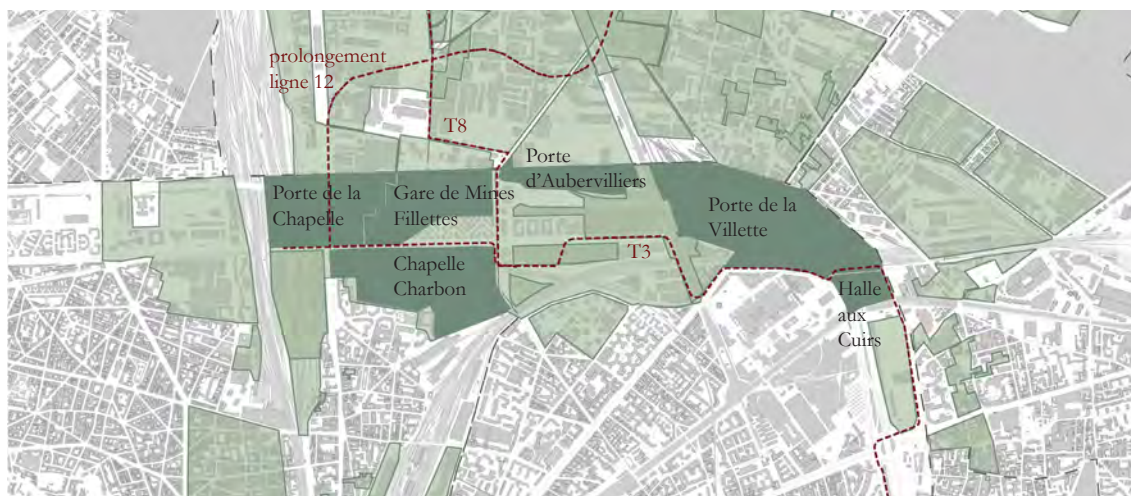 prolongement
ligne 12
T8
Porte
d'Aubervilliers
Porte de la
Chapelle
Gare de Mines
Fillettes
Porte de la
Villette
T3
Chapelle
Charbon
Halle
aux
Cuirs